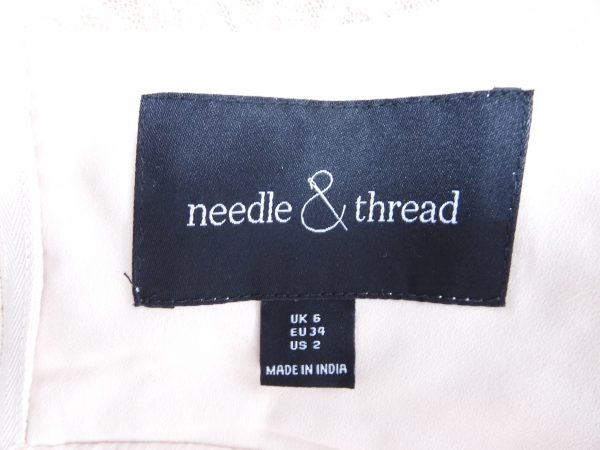 needle & thread
UK 6
EU 34
US 2
MADE IN INDIA